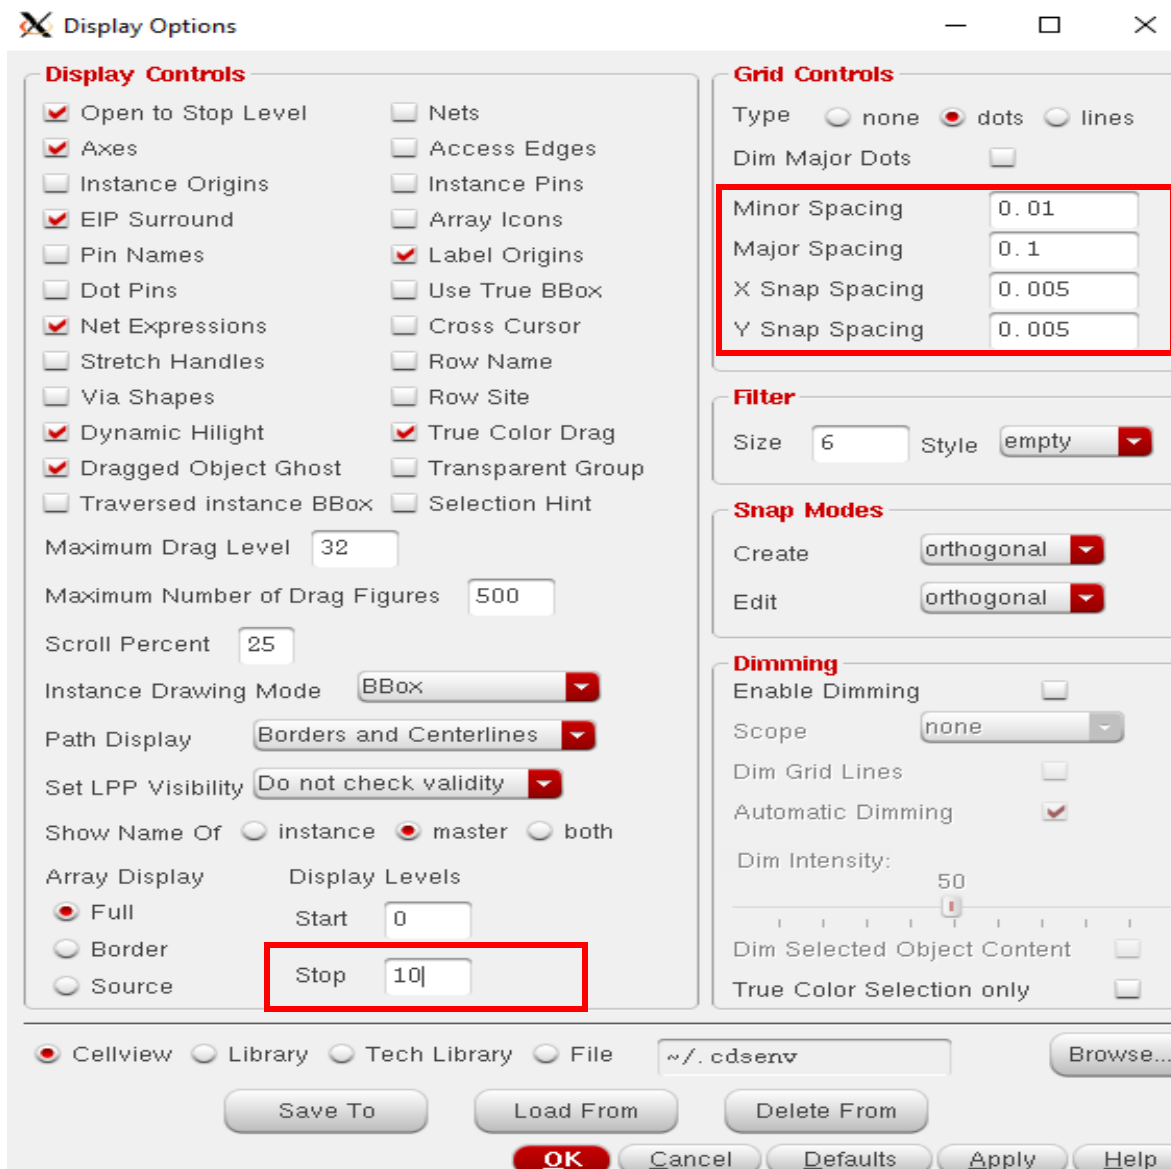 Display Options
Display Controls
Open to Stop Level
Nets
Axes
Access Edges
Instance Origins
Instance Pins
EIP Surround
Array Icons
Pin Names
Label Origins
Dot Pins
Use True BBox
Net Expressions
Cross Cursor
Stretch Handles
Row Name
Via Shapes
Row Site
Dynamic Hilight
True Color Drag
Dragged Object Ghost
Transparent Group
Traversed instance BBox
Selection Hint
Maximum Drag Level 32
Maximum Number of Drag Figures 500
Scroll Percent 25
Instance Drawing Mode BBox
Path Display Borders and Centerlines
Set LPP Visibility Do not check validity
Show Name Of instance master both
Array Display Display Levels
Full Start 0
Border
Stop 10
Source
Grid Controls
Type none dots lines
Dim Major Dots
Minor Spacing 0.01
Major Spacing 0.1
X Snap Spacing 0.005
Y Snap Spacing 0.005
Filter
Size 6 Style empty
Snap Modes
Create orthogonal
Edit orthogonal
Dimming
Enable Dimming
Scope none
Dim Grid Lines
Automatic Dimming
Dim Intensity:
50
Dim Selected Object Content
True Color Selection only
Cellview Library Tech Library File ~/.cdsenv Browse...
Save To Load From Delete From
OK Cancel Defaults Apply Help